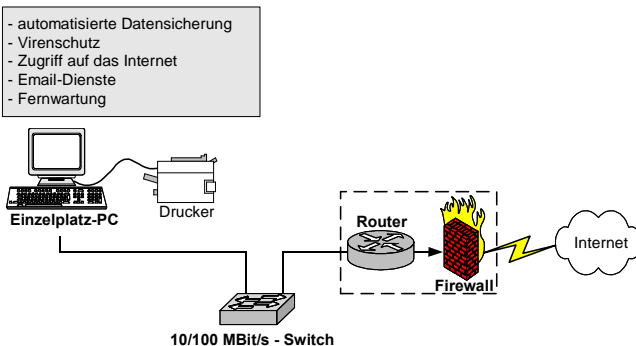 - automatisierte Datensicherung
- Virenschutz
- Zugriff auf das Internet
- Email-Dienste
- Fernwartung
Einzelplatz-PC
Drucker
Router
Firewall
Internet
10/100 MBit/s - Switch